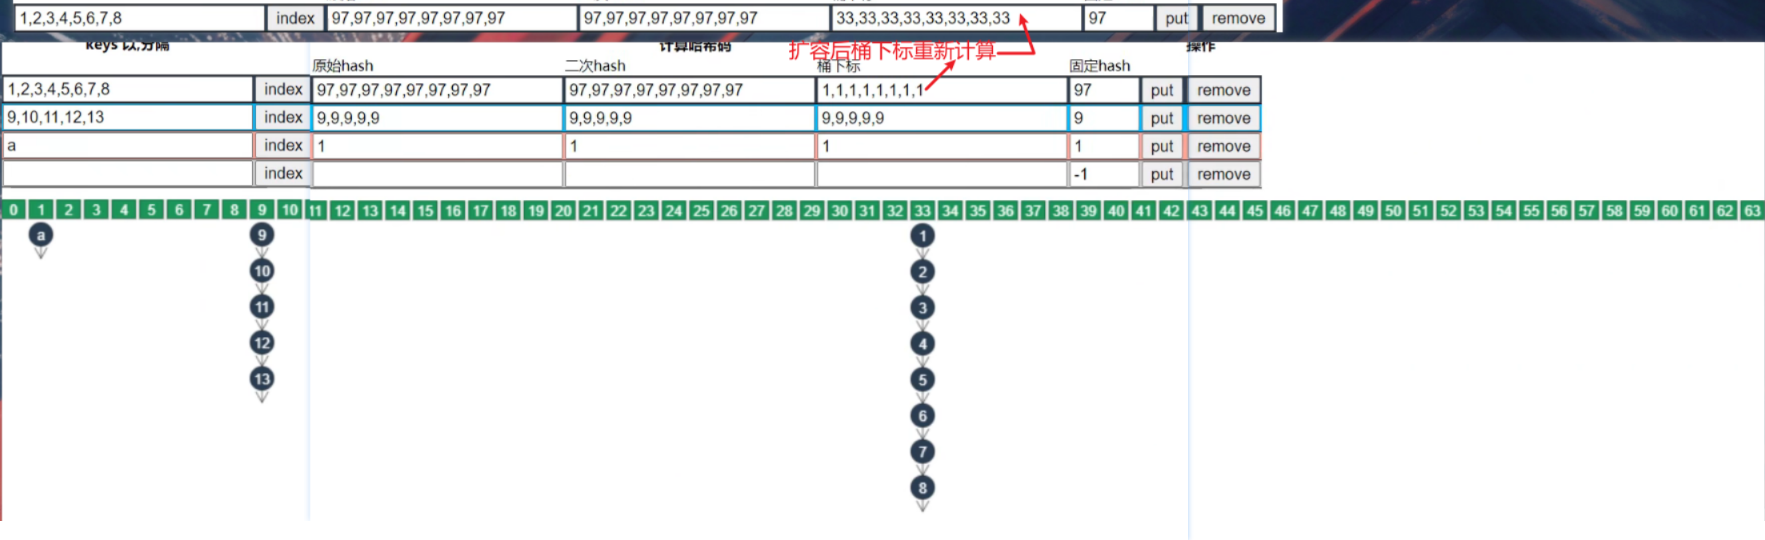 1,2,3,4,5,6,7,8 index 97,97,97,97,97,97,97,97 97,97,97,97,97,97,97,97 33,33,33,33,33,33,33,33 97 put remove
扩容后桶下标重新计算
keys 以,分隔 计算哈希码 操作
原始hash 二次hash 桶下标 固定hash
1,2,3,4,5,6,7,8 index 97,97,97,97,97,97,97,97 97,97,97,97,97,97,97,97 1,1,1,1,1,1,1,1 97 put remove
9,10,11,12,13 index 9,9,9,9,9 9,9,9,9,9 9,9,9,9,9 9 put remove
a index 1 1 1 1 put remove
index -1 put remove
0 1 2 3 4 5 6 7 8 9 10 11 12 13 14 15 16 17 18 19 20 21 22 23 24 25 26 27 28 29 30 31 32 33 34 35 36 37 38 39 40 41 42 43 44 45 46 47 48 49 50 51 52 53 54 55 56 57 58 59 60 61 62 63
a 9 1
10 2
11 3
12 4
13 5
6
7
8